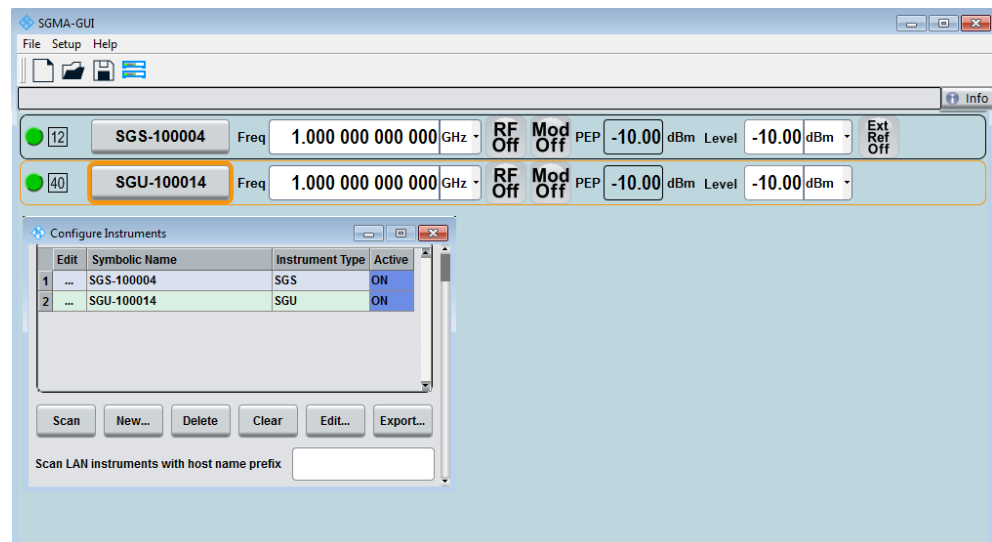 SGMA-GUI
File Setup Help
Info
12 SGS-100004 Freq 1.000 000 000 000 GHz RF Off Mod Off PEP -10.00 dBm Level -10.00 dBm Ext Ref Off
40 SGU-100014 Freq 1.000 000 000 000 GHz RF Off Mod Off PEP -10.00 dBm Level -10.00 dBm
Configure Instruments
Edit Symbolic Name Instrument Type Active
1 ... SGS-100004 SGS ON
2 ... SGU-100014 SGU ON
Scan New... Delete Clear Edit... Export...
Scan LAN instruments with host name prefix